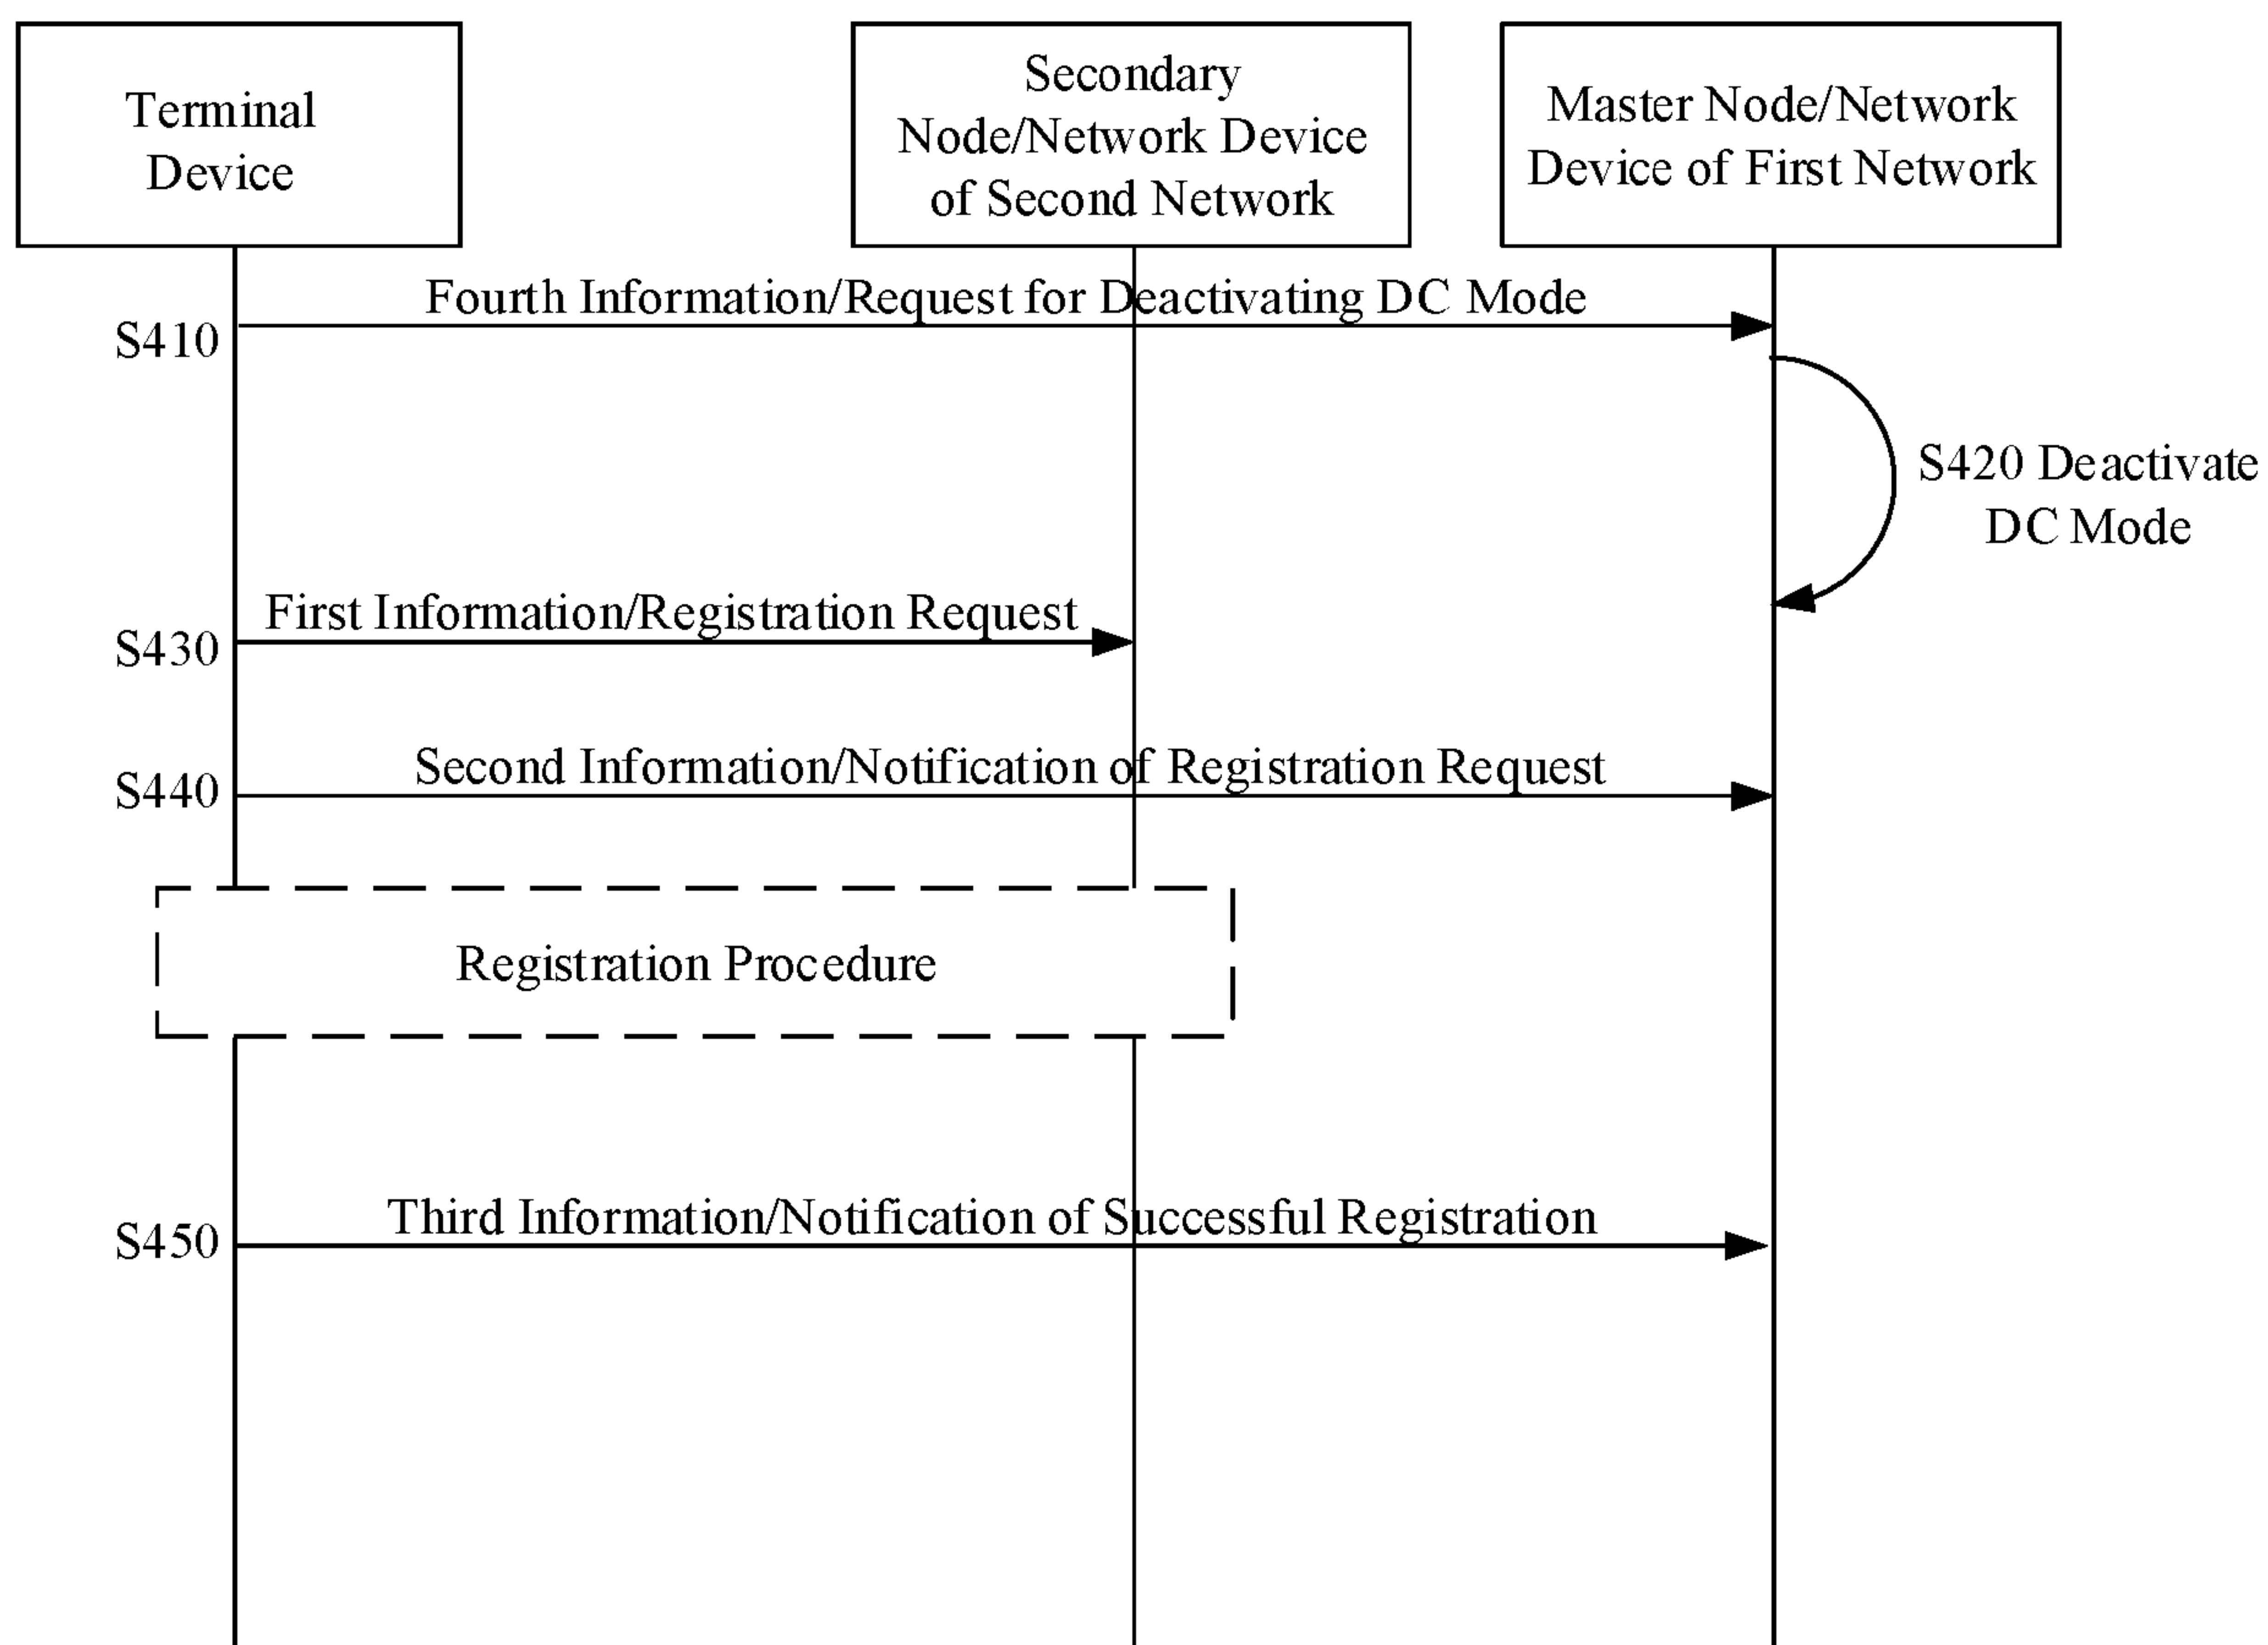 Terminal
Device
Secondary
Node/Network Device
of Second Network
Master Node/Network
Device of First Network
Fourth Information/Request for Deactivating DC Mode
S410
S420 Deactivate
DC Mode
First Information/Registration Request
S430
Second Information/Notification of Registration Request
S440
Registration Procedure
Third Information/Notification of Successful Registration
S450